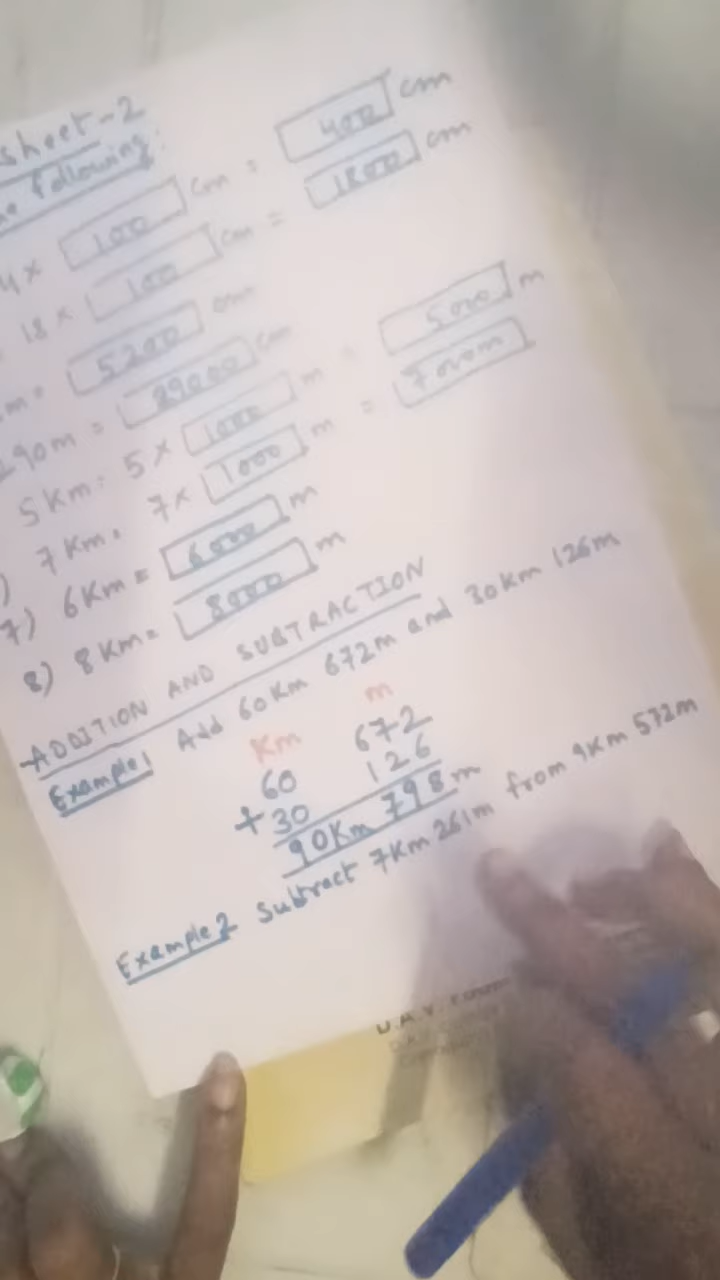 sheet-2
following:
4 x 100 cm = 400 cm
18 x 100 cm = 1800 cm
m = 5200 cm
290m = 29000 cm
5Km = 5 x 1000 m = 5000 m
) 7Km = 7 x 1000 m = 7000m
7) 6Km = 6000 m
8) 8Km = 8000 m
ADDITION AND SUBTRACTION
Example1 Add 60Km 672m and 30Km 126m
Km m
60 672
+30 126
90Km 798m
Example2 Subtract 7Km 261m from 9Km 572m